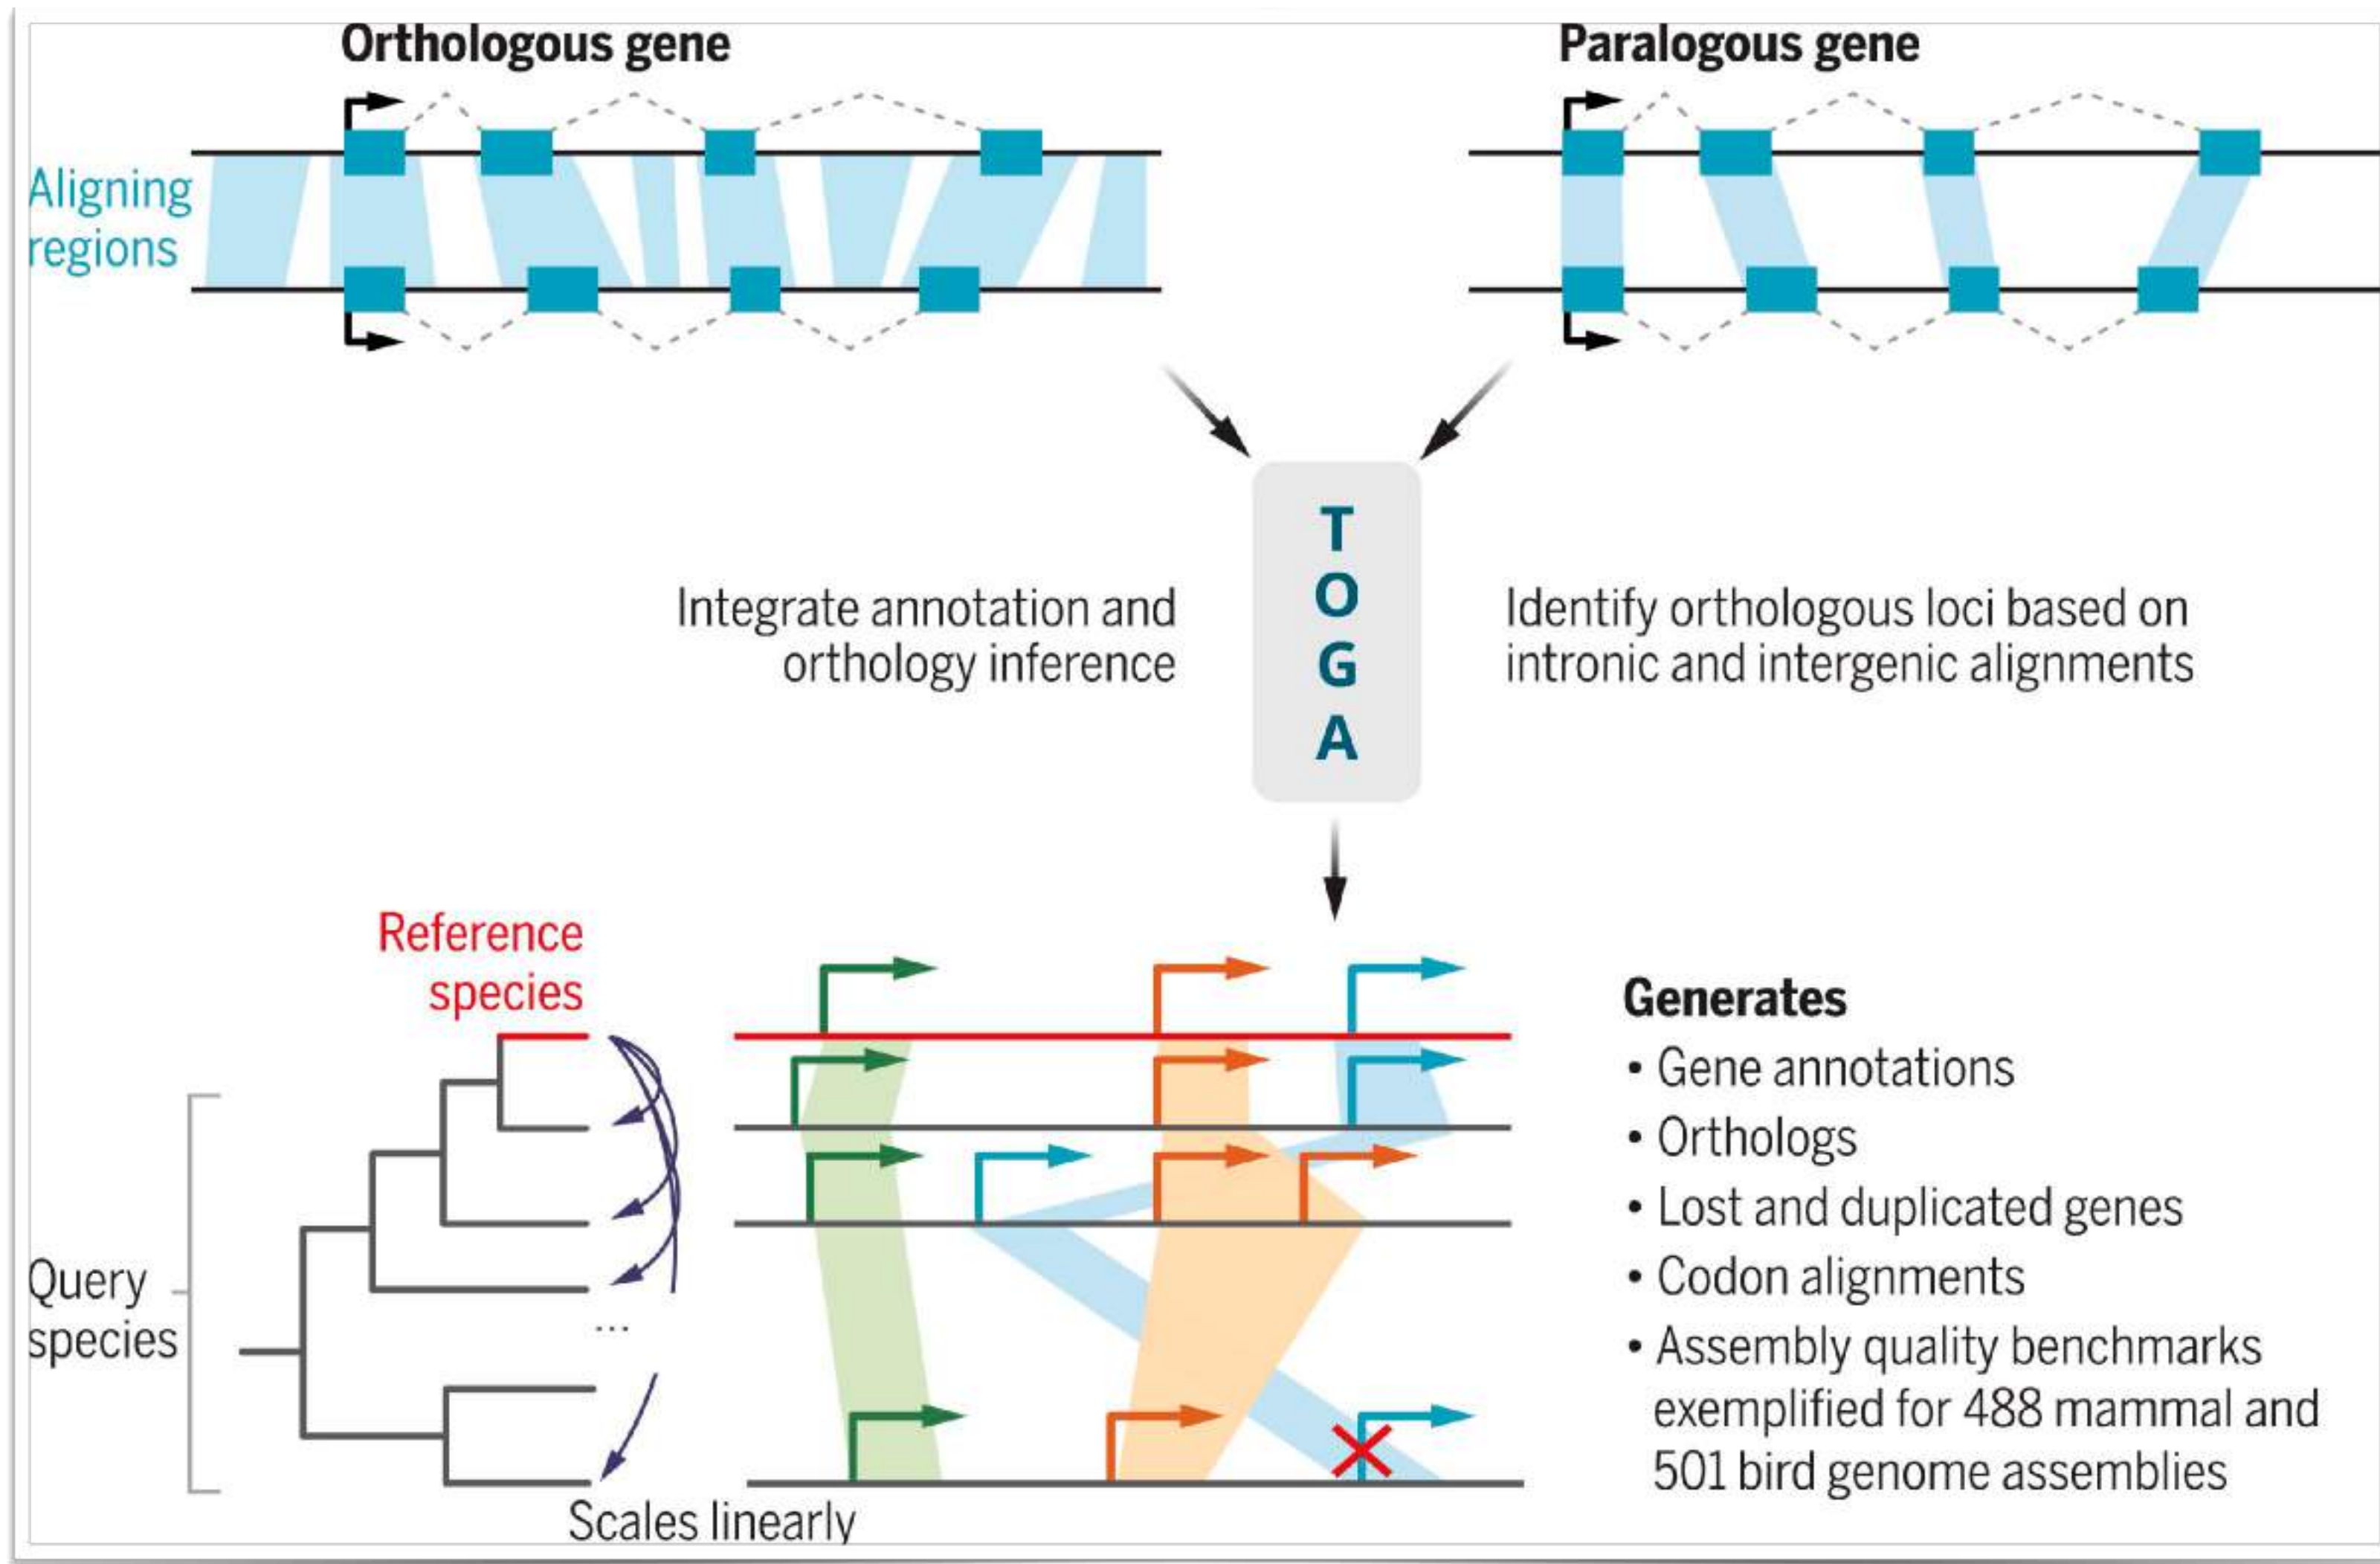 Orthologous gene
Paralogous gene
Aligning
regions
T
O
G
A
Integrate annotation and
orthology inference
Identify orthologous loci based on
intronic and intergenic alignments
Reference
species
Query
species
...
Scales linearly
Generates
• Gene annotations
• Orthologs
• Lost and duplicated genes
• Codon alignments
• Assembly quality benchmarks
exemplified for 488 mammal and
501 bird genome assemblies